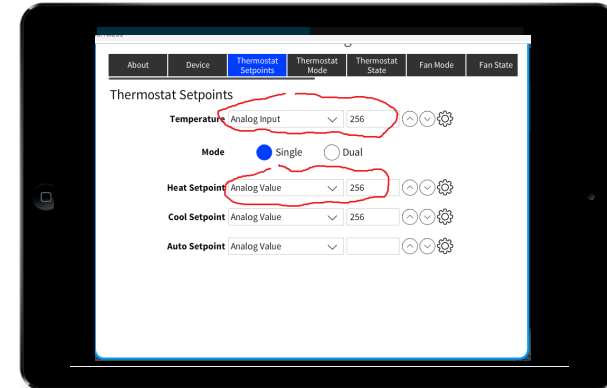 About Device Thermostat Setpoints Thermostat Mode Thermostat State Fan Mode Fan State
Thermostat Setpoints
Temperature Analog Input 256
Mode Single Dual
Heat Setpoint Analog Value 256
Cool Setpoint Analog Value 256
Auto Setpoint Analog Value